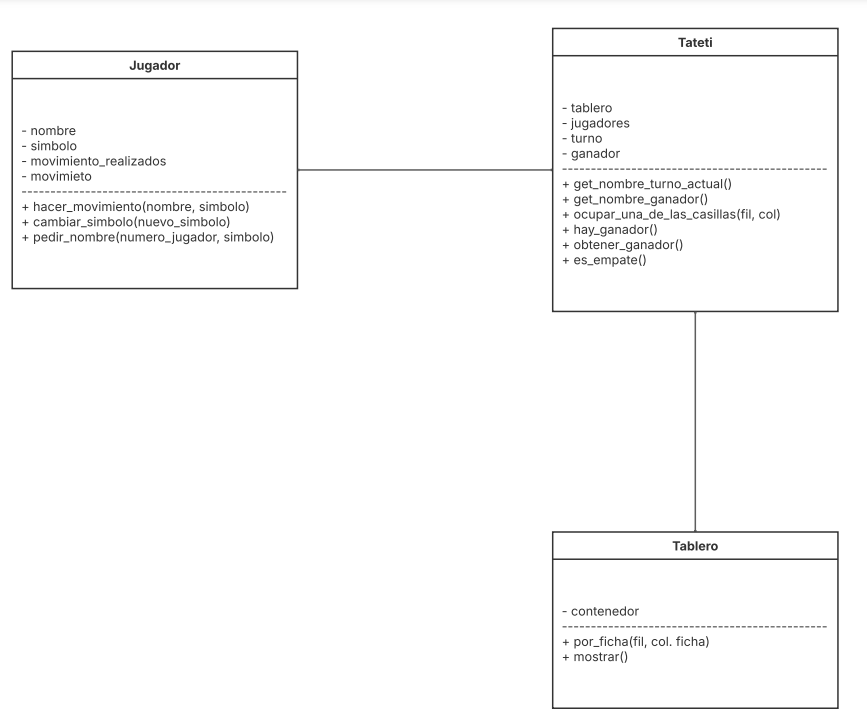 Jugador
- nombre
- simbolo
- movimiento_realizados
- movimieto
+ hacer_movimiento(nombre, simbolo)
+ cambiar_simbolo(nuevo_simbolo)
+ pedir_nombre(numero_jugador, simbolo)
Tateti
- tablero
- jugadores
- turno
- ganador
+ get_nombre_turno_actual()
+ get_nombre_ganador()
+ ocupar_una_de_las_casillas(fil, col)
+ hay_ganador()
+ obtener_ganador()
+ es_empate()
Tablero
- contenedor
+ por_ficha(fil, col. ficha)
+ mostrar()